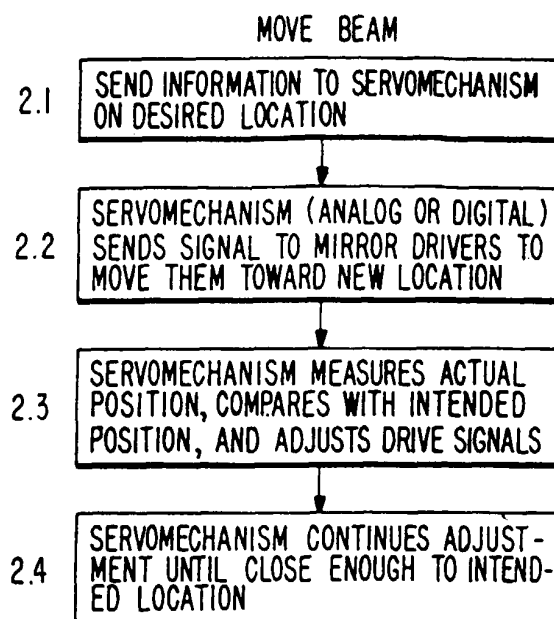 MOVE BEAM
2.1
SEND INFORMATION TO SERVOMECHANISM
ON DESIRED LOCATION
2.2
SERVOMECHANISM (ANALOG OR DIGITAL)
SENDS SIGNAL TO MIRROR DRIVERS TO
MOVE THEM TOWARD NEW LOCATION
2.3
SERVOMECHANISM MEASURES ACTUAL
POSITION, COMPARES WITH INTENDED
POSITION, AND ADJUSTS DRIVE SIGNALS
2.4
SERVOMECHANISM CONTINUES ADJUST-
MENT UNTIL CLOSE ENOUGH TO INTEND-
ED LOCATION